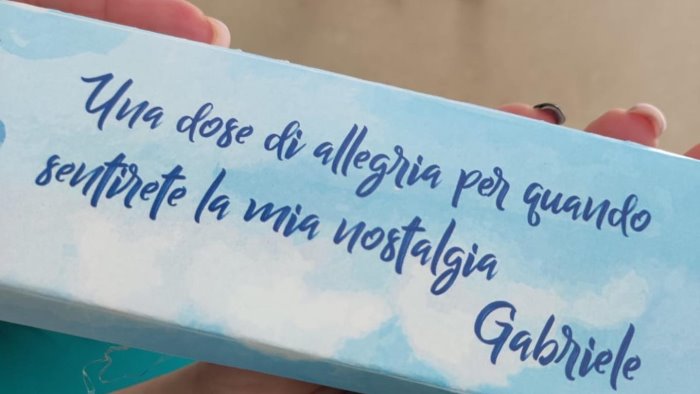 Una dose di allegria per quando
sentirete la mia nostalgia
Gabriele